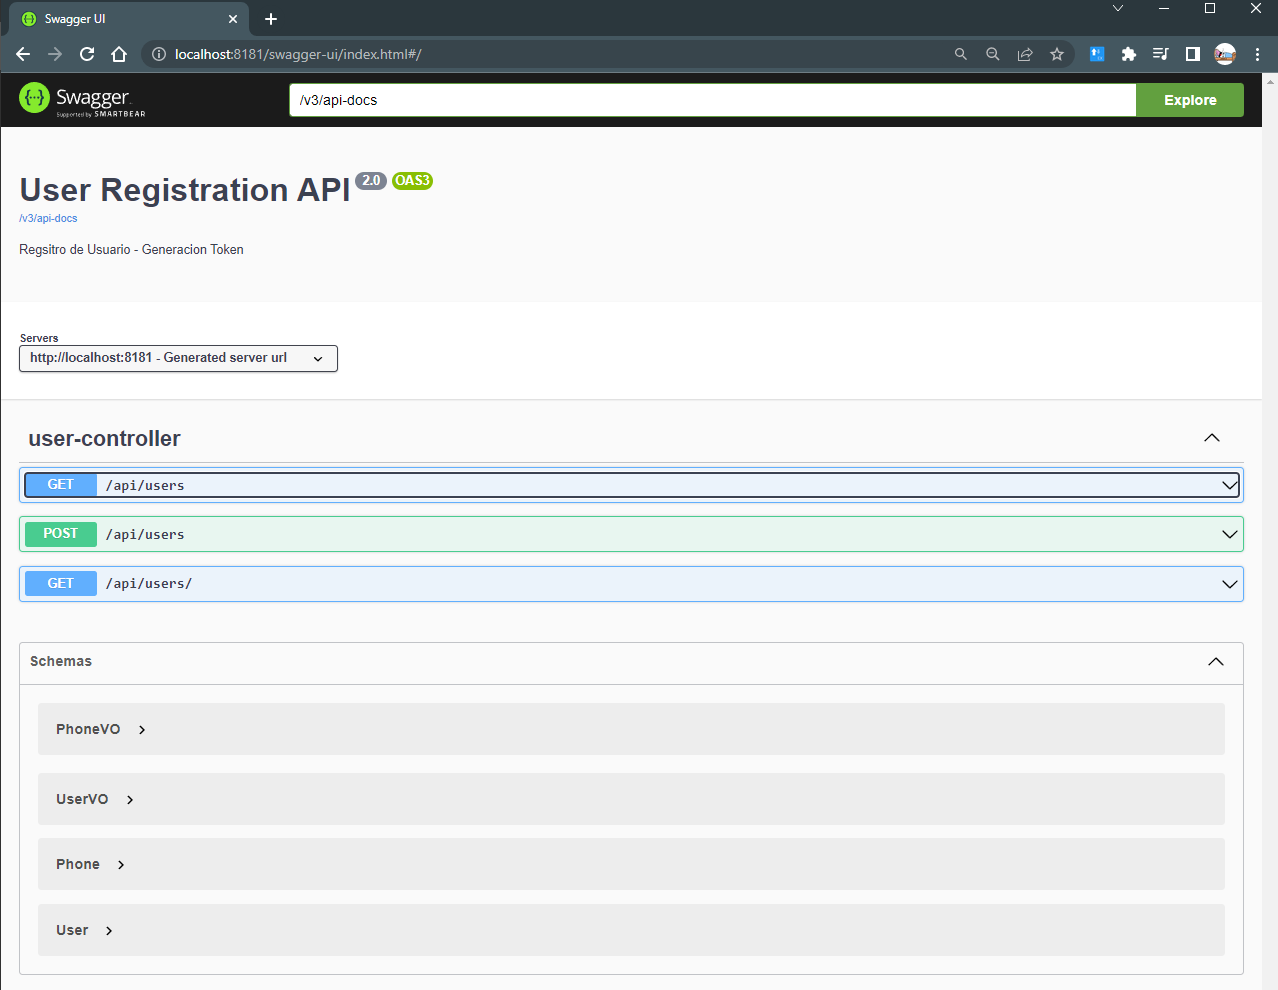 Swagger UI
localhost:8181/swagger-ui/index.html#/
Swagger
Supported by SMARTBEAR
/v3/api-docs
Explore
User Registration API 2.0 OAS3
/v3/api-docs
Regsitro de Usuario - Generacion Token
Servers
http://localhost:8181 - Generated server url
user-controller
GET /api/users
POST /api/users
GET /api/users/
Schemas
PhoneVO
UserVO
Phone
User